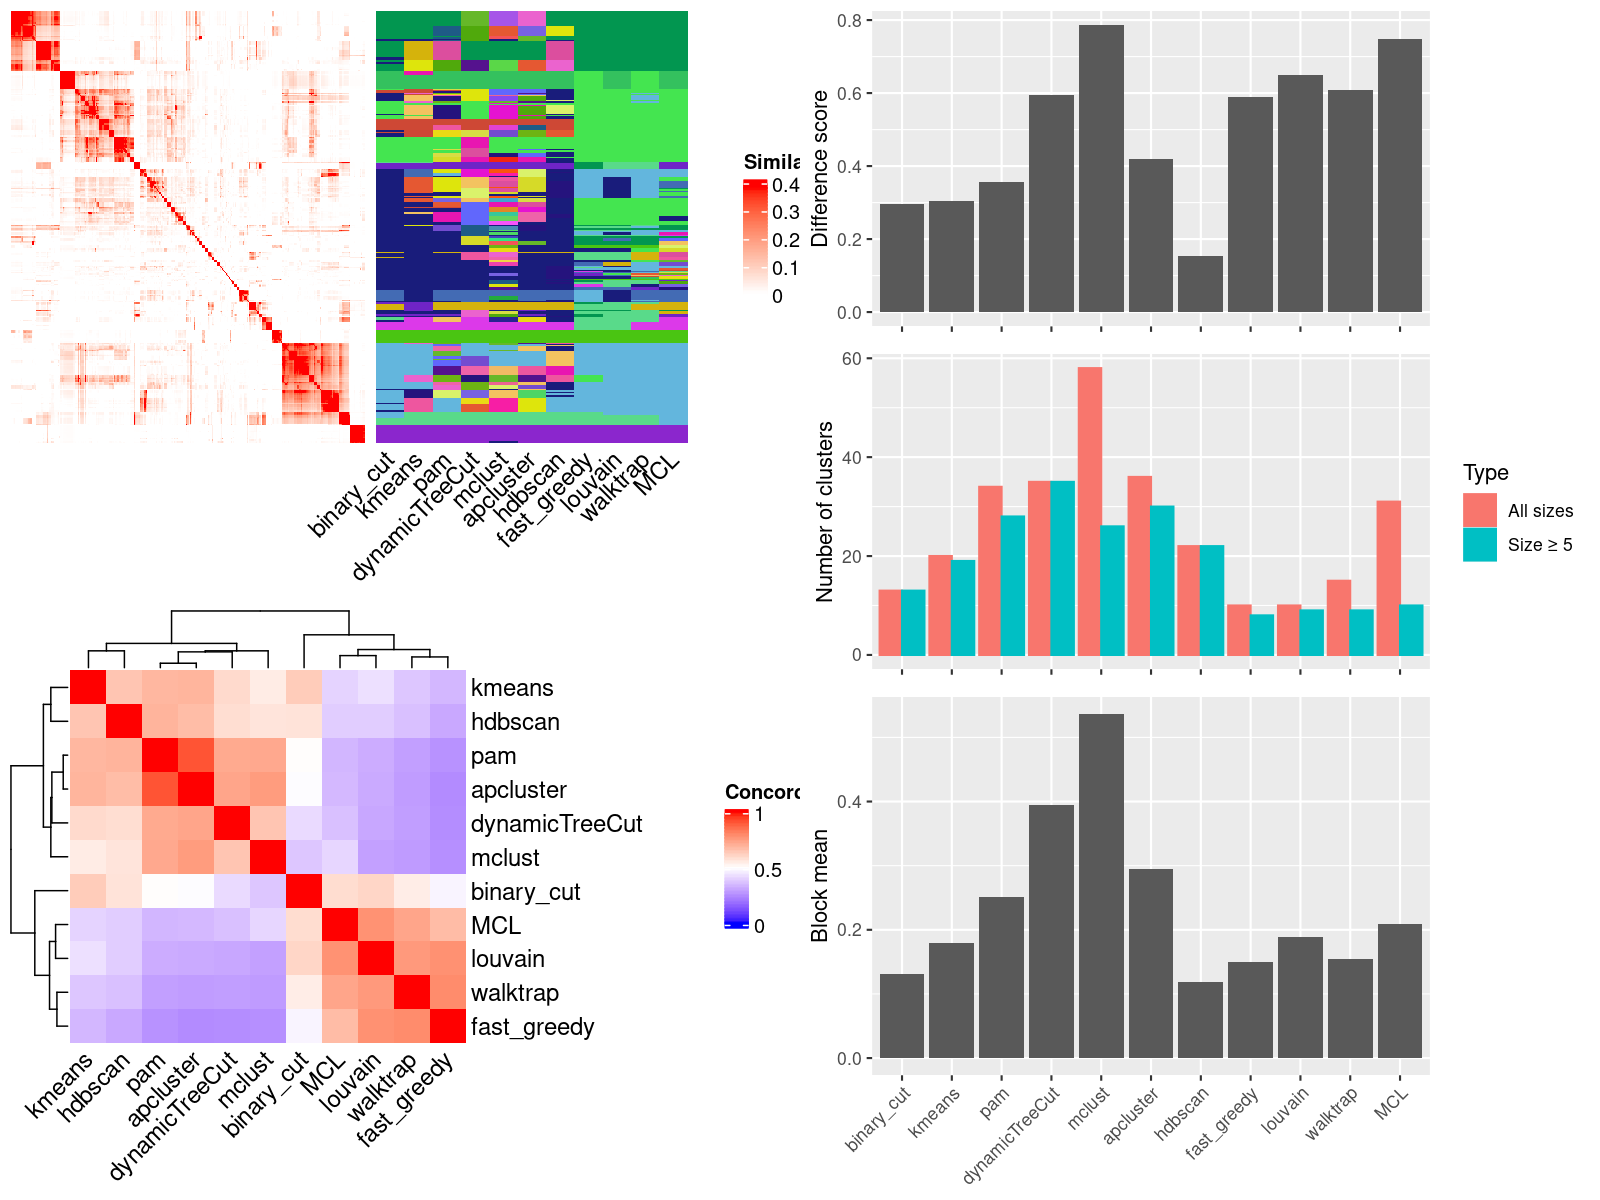 Simila
0.4
0.3
0.2
0.1
0
binary_cut
kmeans
pam
dynamicTreeCut
mclust
apcluster
hdbscan
fast_greedy
louvain
walktrap
MCL
kmeans
hdbscan
pam
apcluster
dynamicTreeCut
mclust
binary_cut
MCL
louvain
walktrap
fast_greedy
kmeans
hdbscan
pam
apcluster
dynamicTreeCut
mclust
binary_cut
MCL
louvain
walktrap
fast_greedy
Concord
1
0.5
0
Difference score
0.8
0.6
0.4
0.2
0.0
Number of clusters
60
40
20
0
Type
All sizes
Size ≥ 5
Block mean
0.4
0.2
0.0
binary_cut
kmeans
pam
dynamicTreeCut
mclust
apcluster
hdbscan
fast_greedy
louvain
walktrap
MCL